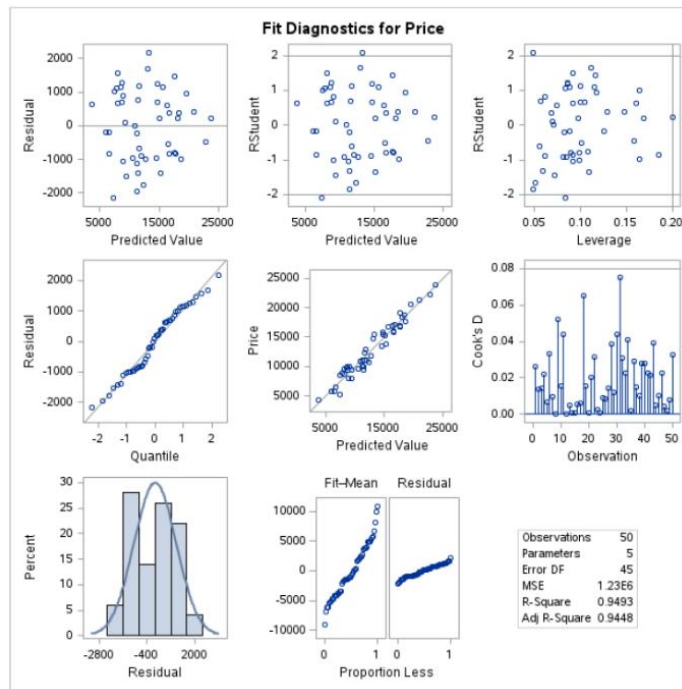 Fit Diagnostics for Price
2000
1000
0
-1000
-2000
Residual
5000 15000 25000
Predicted Value
2
1
0
-1
-2
RStudent
5000 15000 25000
Predicted Value
2
1
0
-1
-2
RStudent
0.05 0.10 0.15 0.20
Leverage
2000
1000
0
-1000
-2000
Residual
-2 -1 0 1 2
Quantile
25000
20000
15000
10000
5000
Price
5000 15000 25000
Predicted Value
0.08
0.06
0.04
0.02
0.00
Cook's D
0 10 20 30 40 50
Observation
30
25
20
15
10
5
0
Percent
-2800 -400 2000
Residual
Fit–Mean Residual
10000
5000
0
-5000
-10000
0 1 0 1
Proportion Less
Observations 50
Parameters 5
Error DF 45
MSE 1.23E6
R-Square 0.9493
Adj R-Square 0.9448